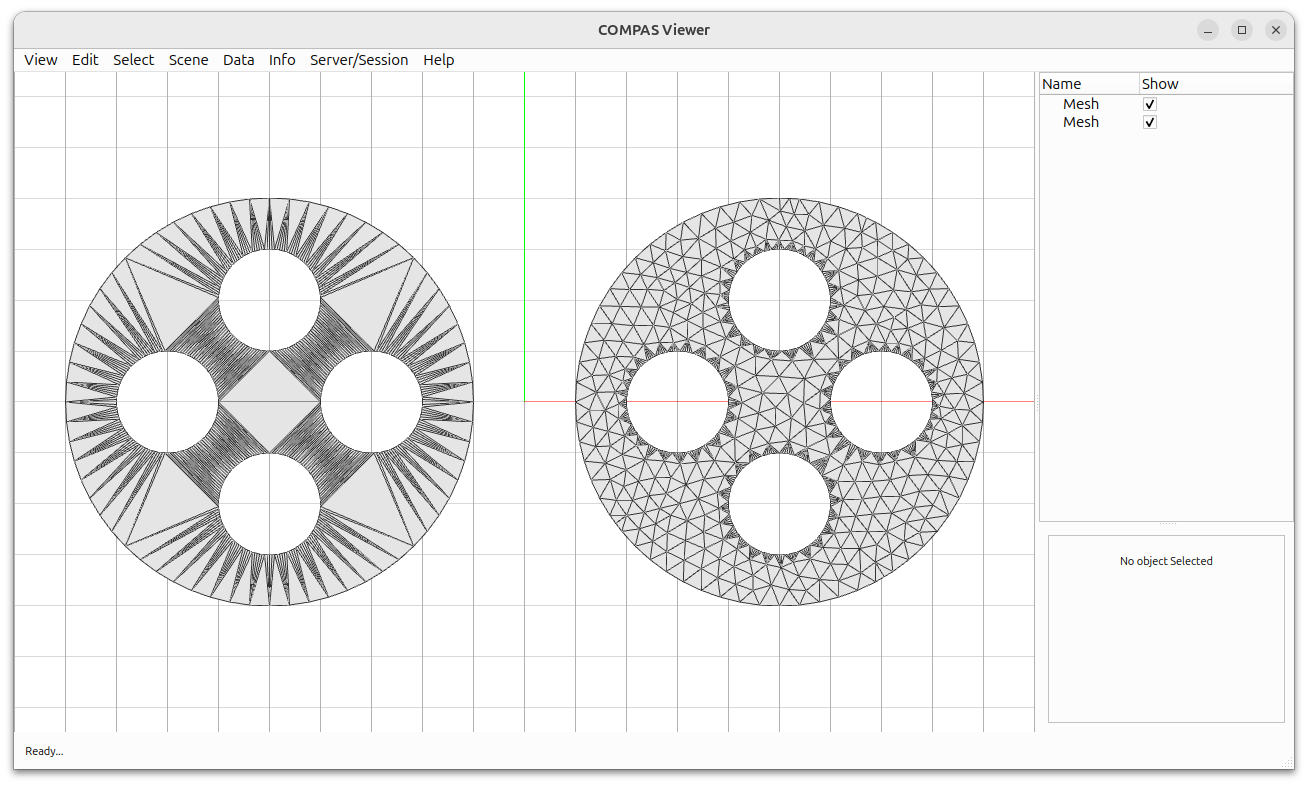 COMPAS Viewer
View Edit Select Scene Data Info Server/Session Help
Name Show
Mesh
Mesh
No object Selected
Ready...